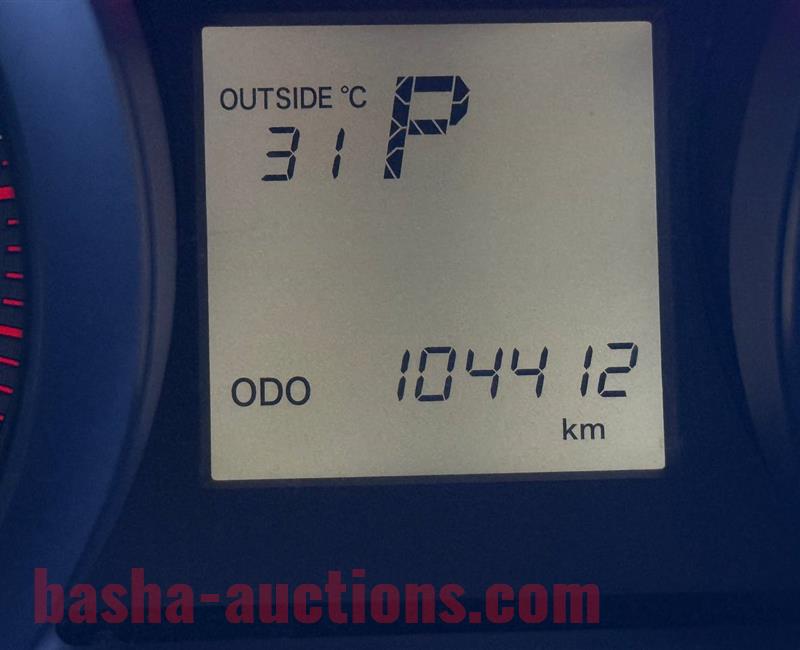 OUTSIDE °C P
31
ODO 104412
km
basha-auctions.com